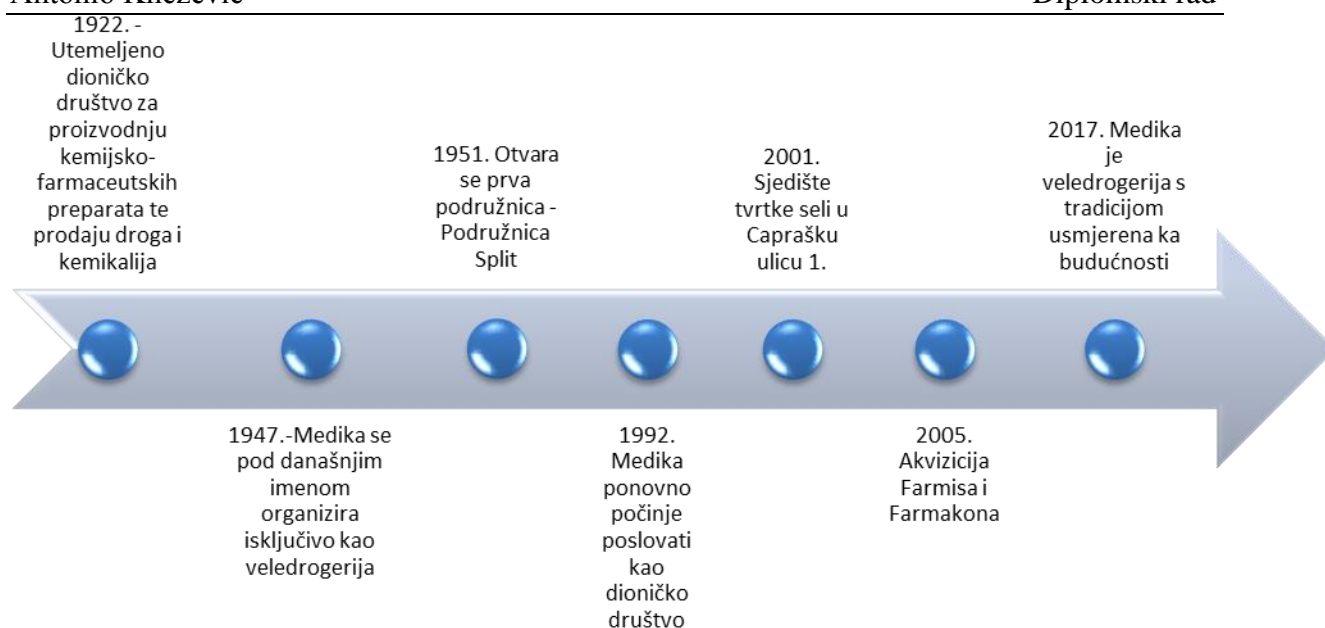 Antonio
Diplomski rad
1922. -
Utemeljeno
dioničko
društvo za
proizvodnju
kemijsko-
farmaceutskih
preparata te
prodaju droga i
kemikalija
1947.-Medika se
pod današnjim
imenom
organizira
isključivo kao
veledrogerija
1951. Otvara
se prva
podružnica -
Podružnica
Split
1992.
Medika
ponovno
počinje
poslovati
kao
dioničko
društvo
2001.
Sjedište
tvrtke seli u
Caprašku
ulicu 1.
2005.
Akvizicija
Farmisa i
Farmakona
2017. Medika
je
veledrogerija s
tradicijom
usmjerena ka
budućnosti